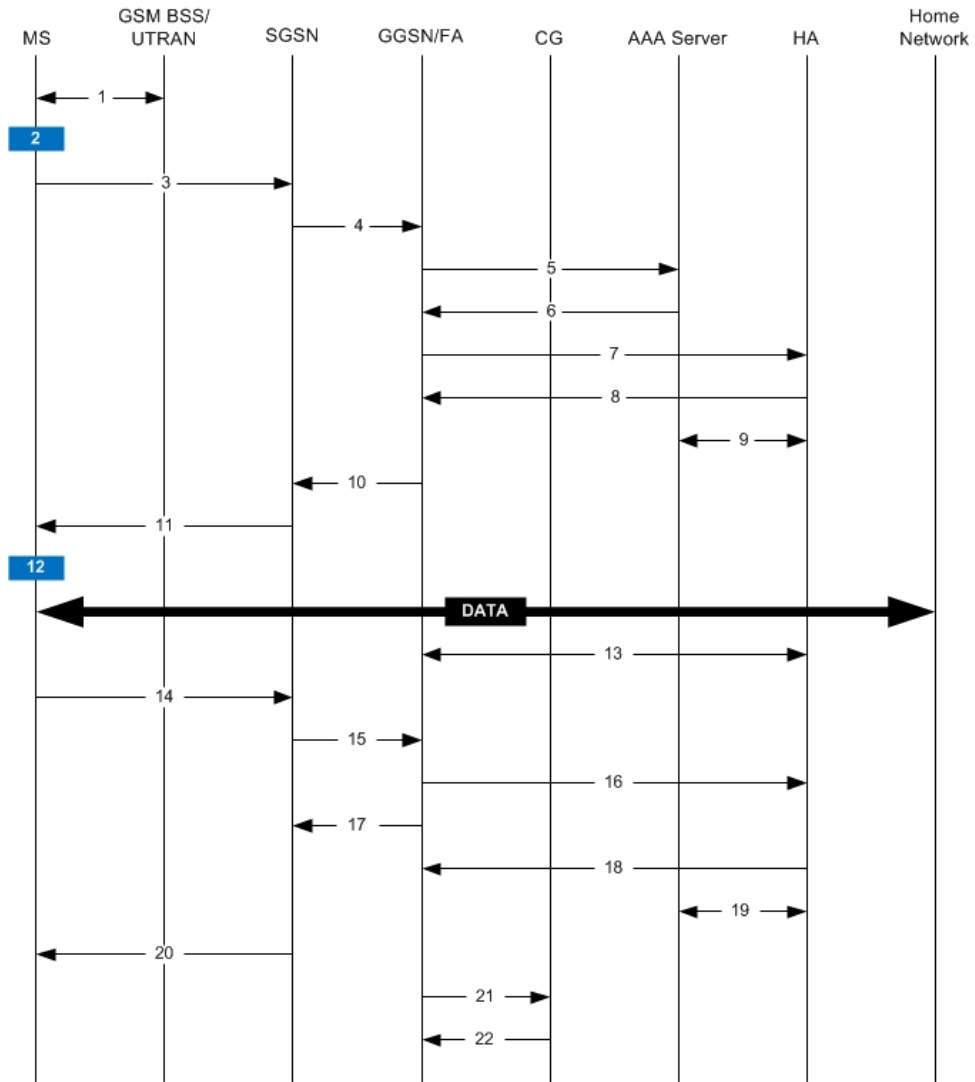 MS
GSM BSS/
UTRAN
SGSN
GGSN/FA
CG
AAA Server
HA
Home
Network
1
2
3
4
5
6
7
8
9
10
11
12
DATA
13
14
15
16
17
18
19
20
21
22